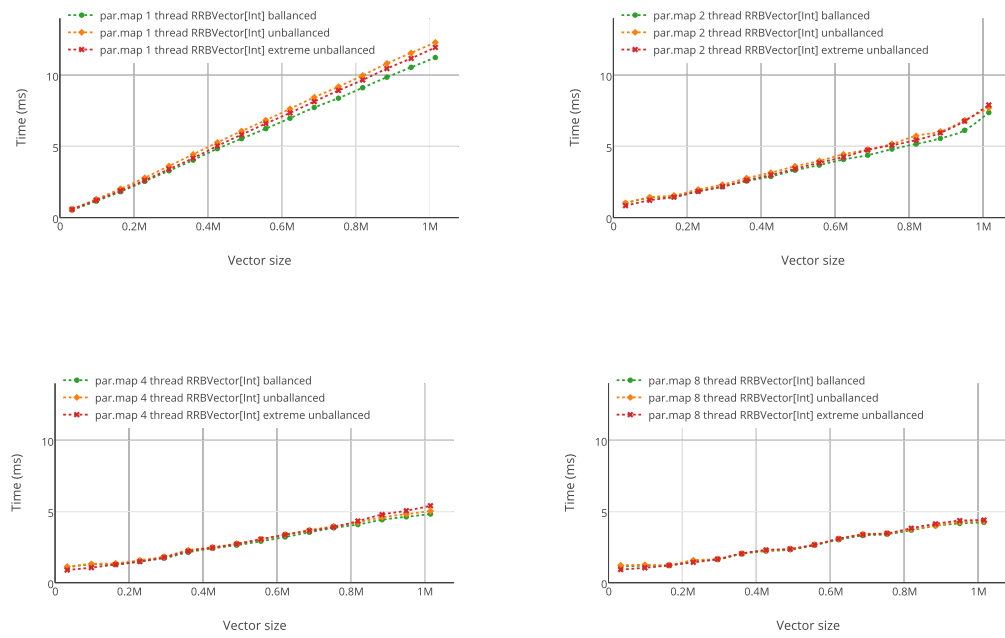 par.map 1 thread RRBVector[Int] ballanced
par.map 1 thread RRBVector[Int] unballanced
par.map 1 thread RRBVector[Int] extreme unballanced
10
5
0
Time (ms)
0 0.2M 0.4M 0.6M 0.8M 1M
Vector size
par.map 2 thread RRBVector[Int] ballanced
par.map 2 thread RRBVector[Int] unballanced
par.map 2 thread RRBVector[Int] extreme unballanced
10
5
0
Time (ms)
0 0.2M 0.4M 0.6M 0.8M 1M
Vector size
par.map 4 thread RRBVector[Int] ballanced
par.map 4 thread RRBVector[Int] unballanced
par.map 4 thread RRBVector[Int] extreme unballanced
10
5
0
Time (ms)
0 0.2M 0.4M 0.6M 0.8M 1M
Vector size
par.map 8 thread RRBVector[Int] ballanced
par.map 8 thread RRBVector[Int] unballanced
par.map 8 thread RRBVector[Int] extreme unballanced
10
5
0
Time (ms)
0 0.2M 0.4M 0.6M 0.8M 1M
Vector size